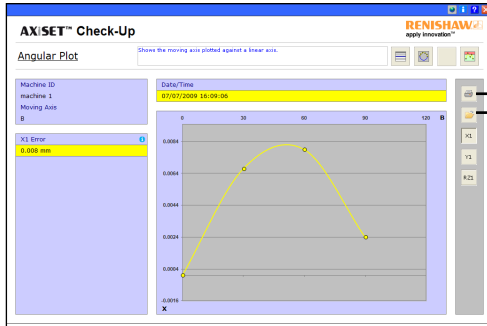 AXISET™ Check-Up
RENISHAW
apply innovation™
Angular Plot
Shows the moving axis plotted against a linear axis.
Machine ID
machine 1
Moving Axis
B
Date/Time
07/07/2009 16:09:06
X1 Error
0.008 mm
0 30 60 90 120 B
0.0084
0.0064
0.0044
0.0024
0.0004
-0.0016
X
X1
Y1
RZ1